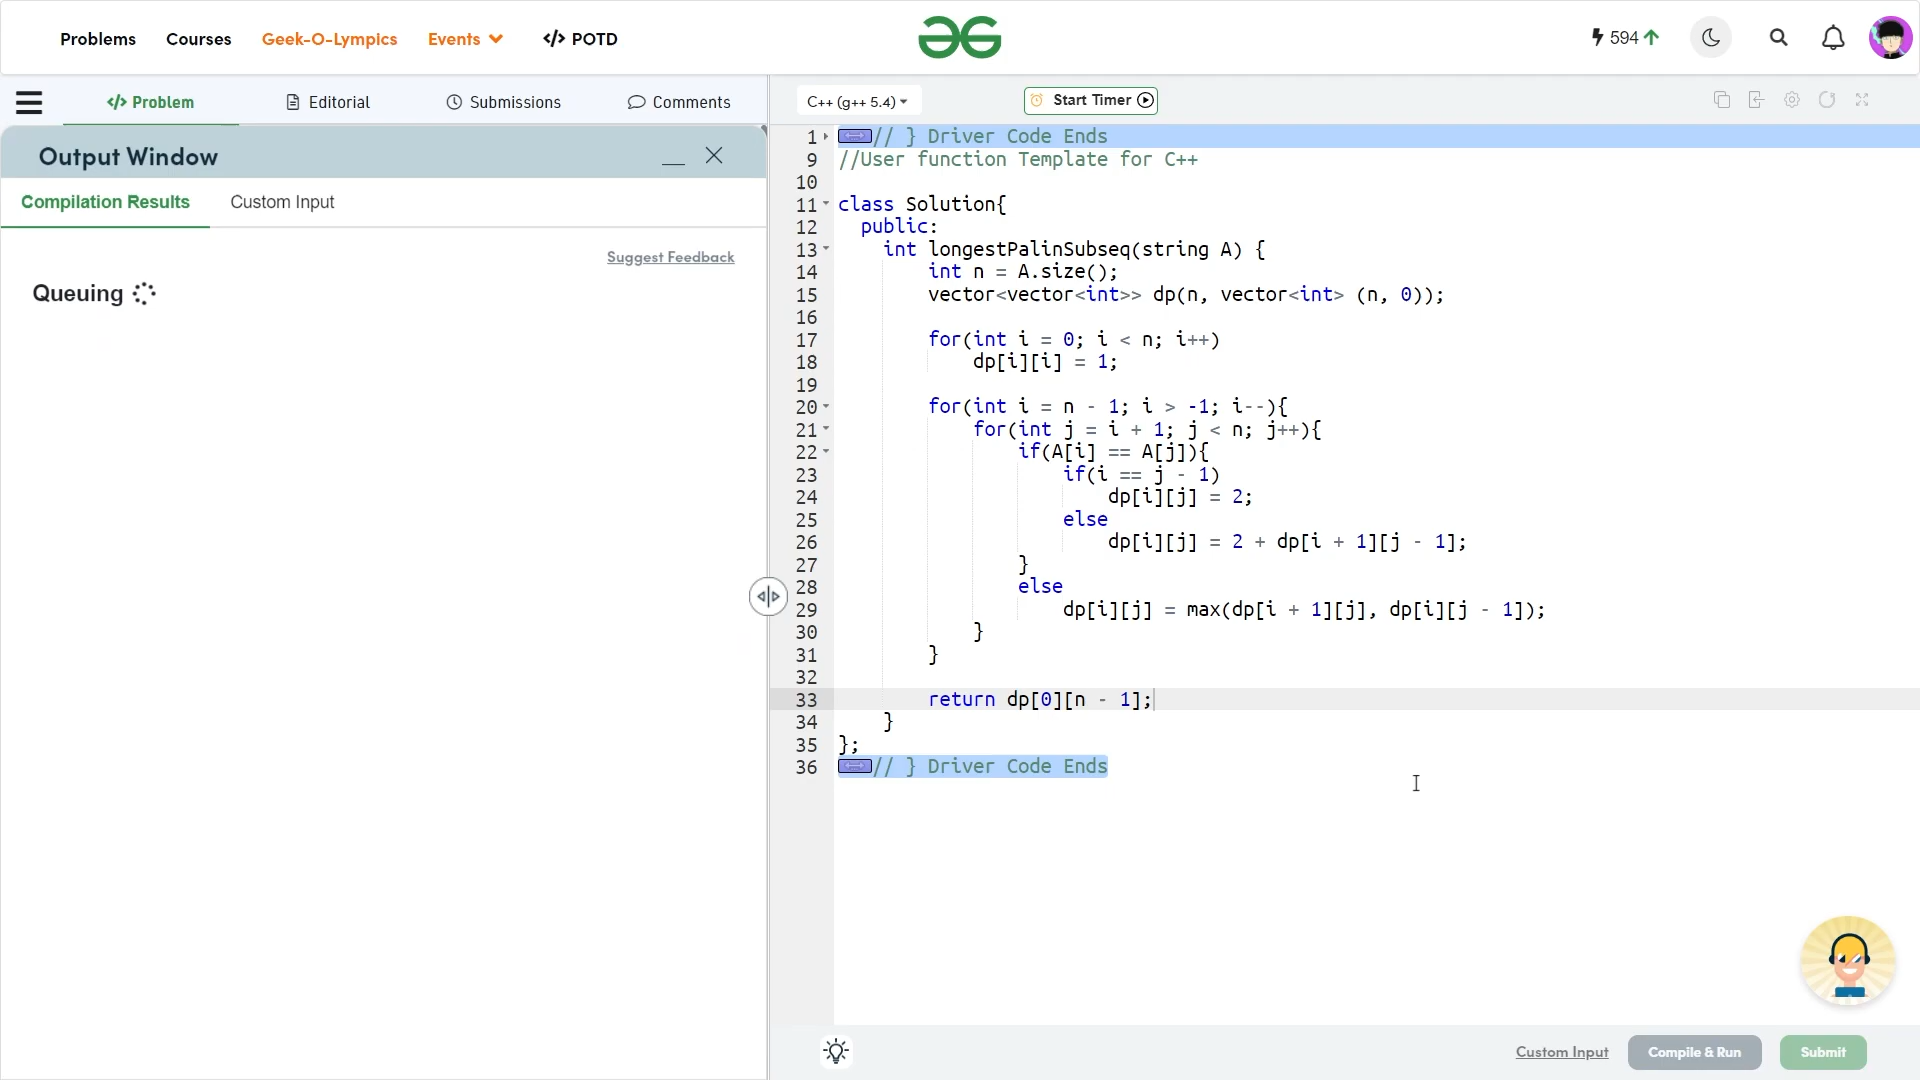 Problems Courses Geek-O-Lympics Events </> POTD
594
</> Problem Editorial Submissions Comments
C++ (g++ 5.4) Start Timer
Output Window
Compilation Results Custom Input
Suggest Feedback
Queuing
1 // } Driver Code Ends
9 //User function Template for C++
10
11 class Solution{
12 public:
13 int longestPalinSubseq(string A) {
14 int n = A.size();
15 vector<vector<int>> dp(n, vector<int> (n, 0));
16
17 for(int i = 0; i < n; i++)
18 dp[i][i] = 1;
19
20 for(int i = n - 1; i > -1; i--){
21 for(int j = i + 1; j < n; j++){
22 if(A[i] == A[j]){
23 if(i == j - 1)
24 dp[i][j] = 2;
25 else
26 dp[i][j] = 2 + dp[i + 1][j - 1];
27 }
28 else
29 dp[i][j] = max(dp[i + 1][j], dp[i][j - 1]);
30 }
31 }
32
33 return dp[0][n - 1];
34 }
35 };
36 // } Driver Code Ends
Custom Input Compile & Run Submit